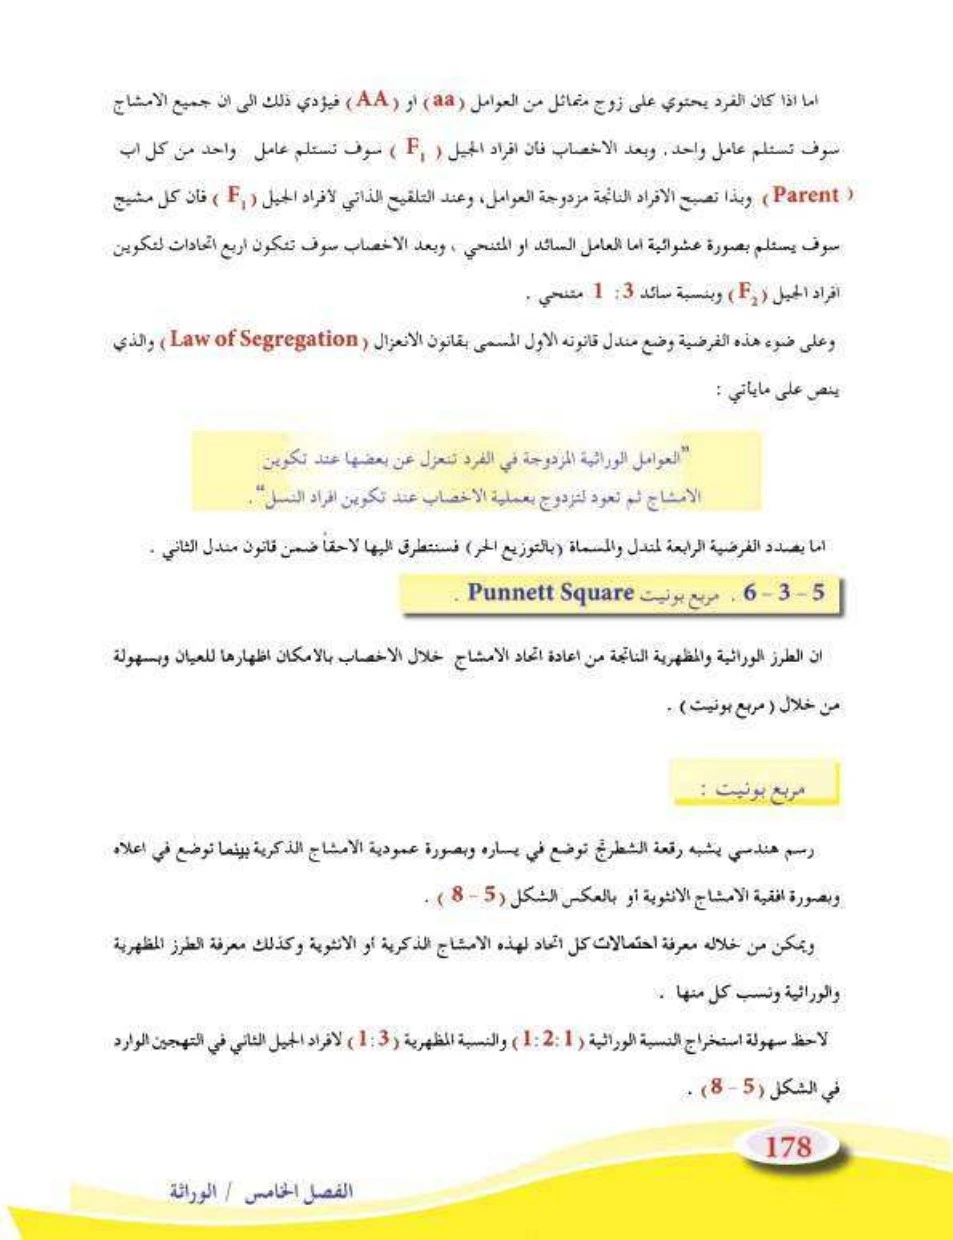 اما اذا كان الفرد يحتوي على زوج متماثل من العوامل (aa) او (AA) فيؤدي ذلك الى ان جميع الامشاج
سوف تستلم عامل واحد. وبعد الاخصاب فأن افراد الجيل (F1) سوف تستلم عامل واحد من كل اب
(Parent) وبذا تصبح الافراد الناتجة مزدوجة العوامل، وعند التلقيح الذاتي لافراد الجيل (F1) فأن كل مشيج
سوف يستلم بصورة عشوائية اما العامل السائد او المتنحي ، وبعد الاخصاب سوف تتكون اربع اتحادات لتكوين
افراد الجيل (F2) وبنسبة سائد 3 : 1 متنحي .
وعلى ضوء هذه الفرضية وضع مندل قانونه الاول المسمى بقانون الانعزال (Law of Segregation) والذي
ينص على مايأتي :
"العوامل الوراثية المزدوجة في الفرد تنعزل عن بعضها عند تكوين
الامشاج ثم تعود لتزدوج بعملية الاخصاب عند تكوين افراد النسل".
اما بصدد الفرضية الرابعة لمندل والمسماة (بالتوزيع الحر) فسنتطرق اليها لاحقاً ضمن قانون مندل الثاني .
5 – 3 – 6 . مربع بونيت Punnett Square .
ان الطرز الوراثية والمظهرية الناتجة من اعادة اتحاد الامشاج خلال الاخصاب بالامكان اظهارها للعيان وبسهولة
من خلال (مربع بونيت) .
مربع بونيت :
رسم هندسي يشبه رقعة الشطرنج توضع في يساره وبصورة عمودية الامشاج الذكرية بينما توضع في اعلاه
وبصورة افقية الامشاج الانثوية أو بالعكس الشكل (5 – 8) .
ويمكن من خلاله معرفة احتمالات كل اتحاد لهذه الامشاج الذكرية أو الانثوية وكذلك معرفة الطرز المظهرية
والوراثية ونسب كل منها .
لاحظ سهولة استخراج النسبة الوراثية (1:2:1) والنسبة المظهرية (3:1) لافراد الجيل الثاني في التهجين الوارد
في الشكل (5 – 8) .
178
الفصل الخامس / الوراثة